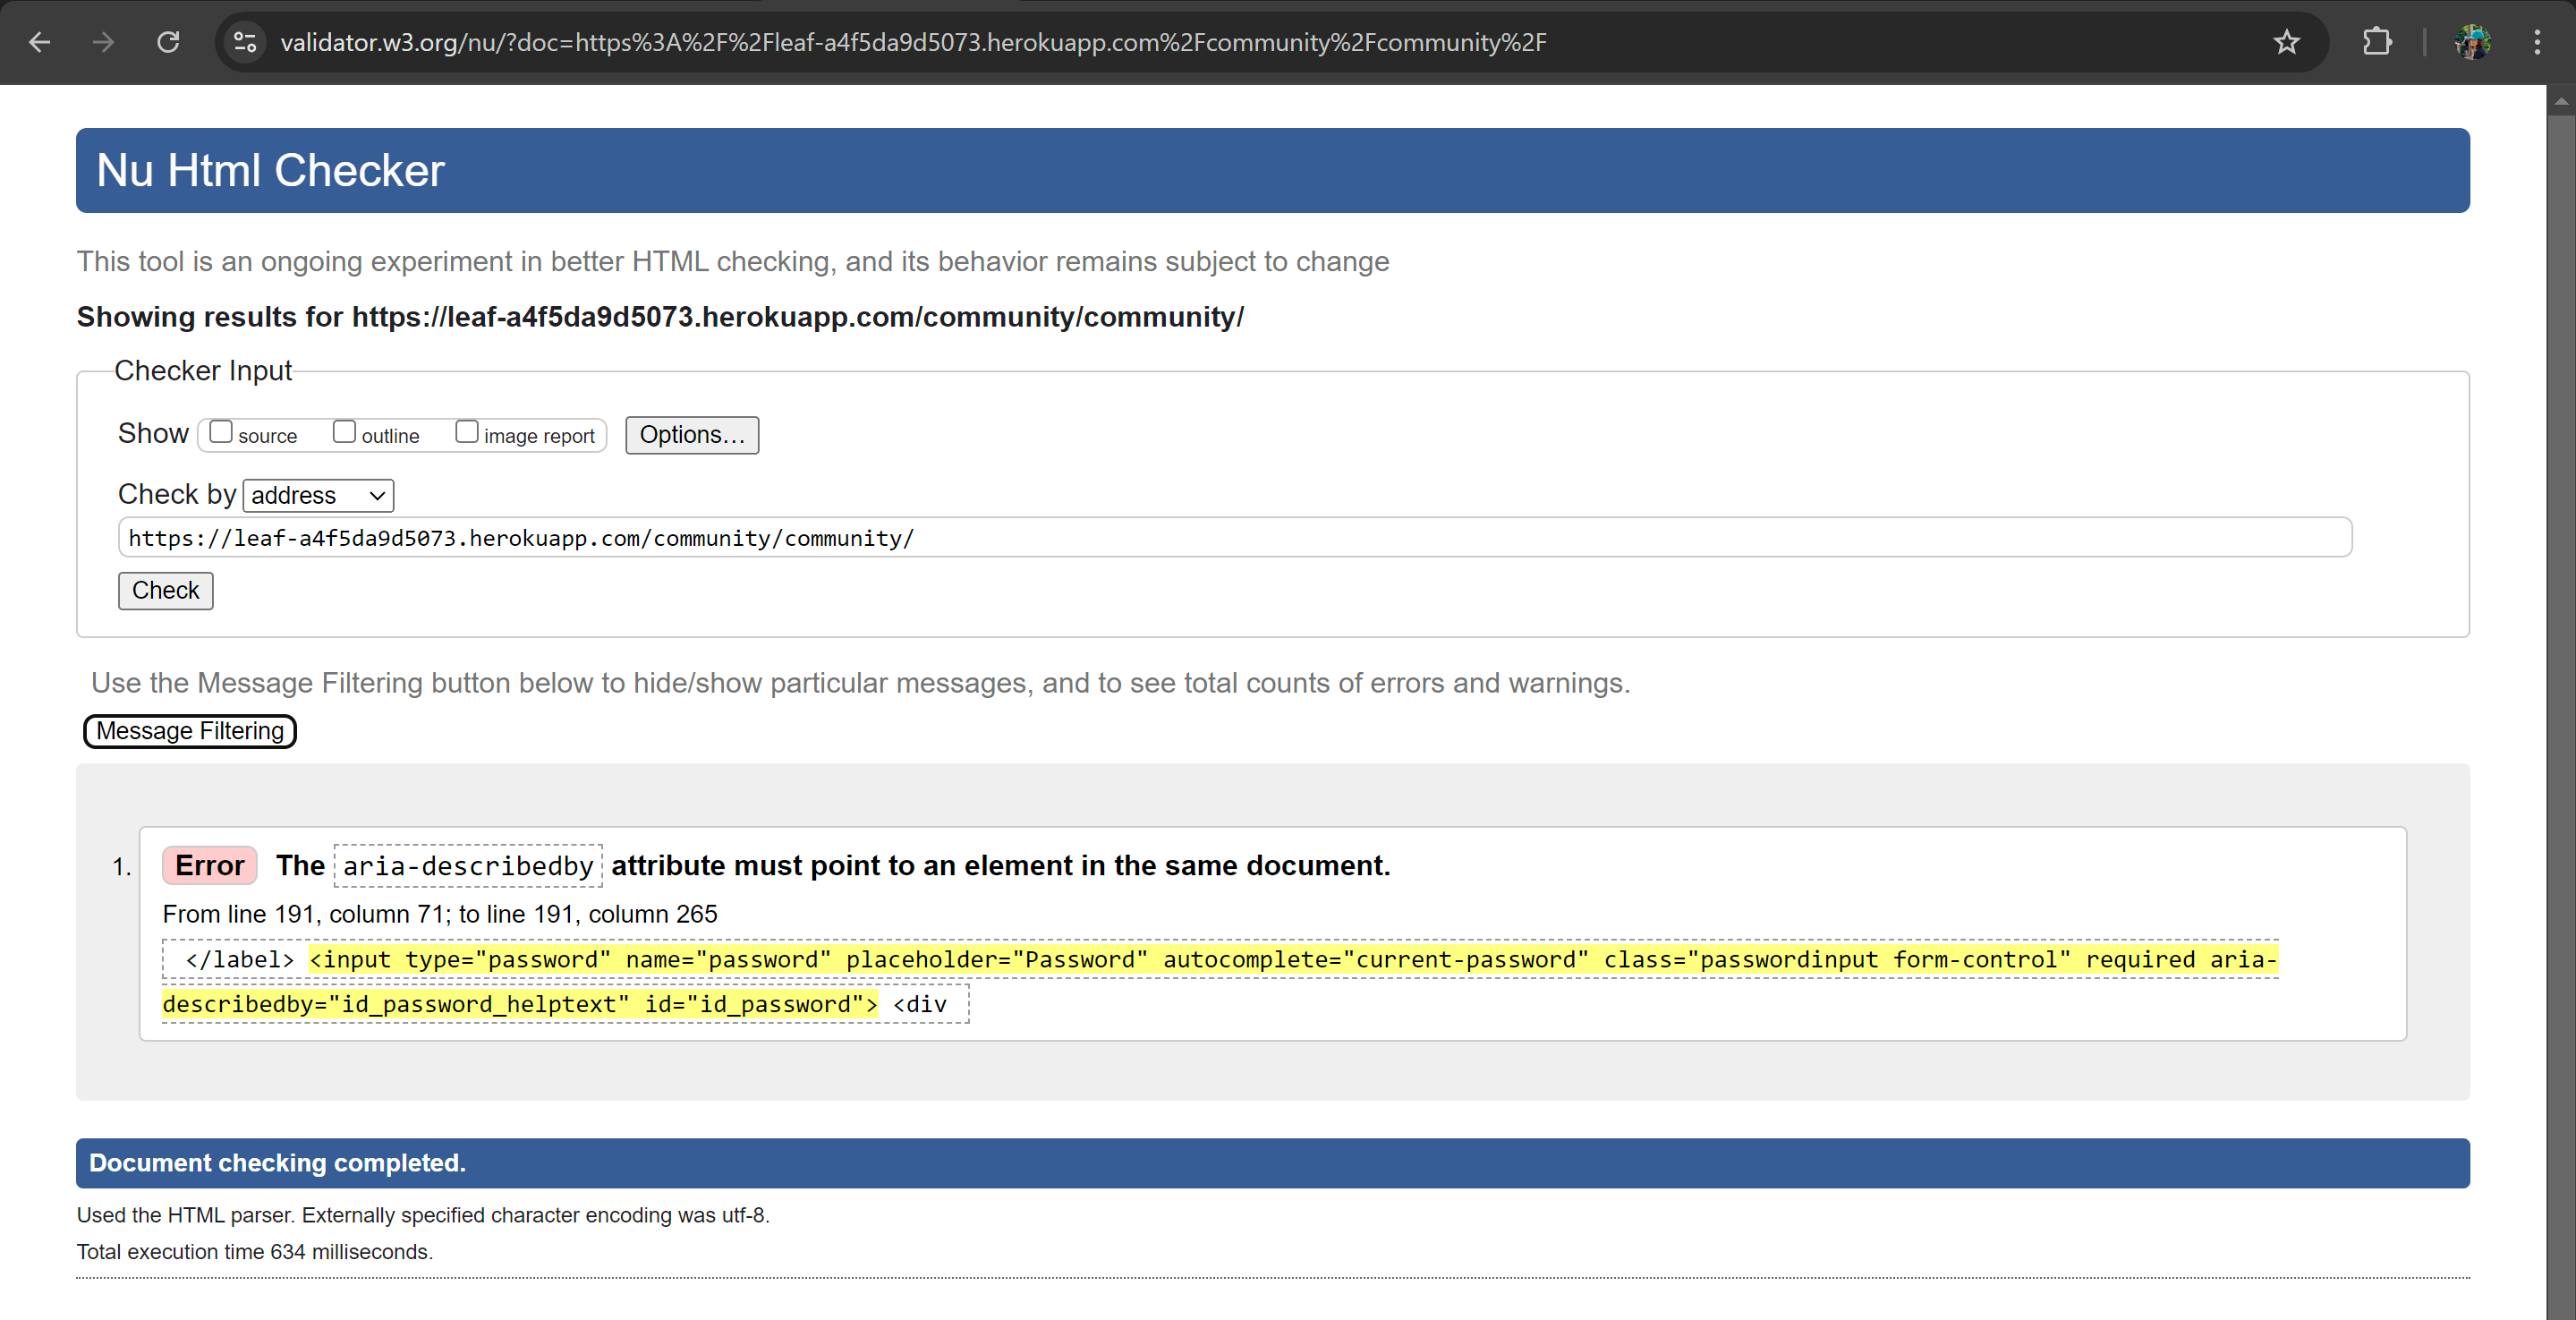 validator.w3.org/nu/?doc=https%3A%2F%2Fleaf-a4f5da9d5073.herokuapp.com%2Fcommunity%2Fcommunity%2F
Nu Html Checker
This tool is an ongoing experiment in better HTML checking, and its behavior remains subject to change
Showing results for https://leaf-a4f5da9d5073.herokuapp.com/community/community/
Checker Input
Show source outline image report Options…
Check by address
https://leaf-a4f5da9d5073.herokuapp.com/community/community/
Check
Use the Message Filtering button below to hide/show particular messages, and to see total counts of errors and warnings.
Message Filtering
1. Error The aria-describedby attribute must point to an element in the same document.
From line 191, column 71; to line 191, column 265
</label> <input type="password" name="password" placeholder="Password" autocomplete="current-password" class="passwordinput form-control" required aria-
describedby="id_password_helptext" id="id_password"> <div
Document checking completed.
Used the HTML parser. Externally specified character encoding was utf-8.
Total execution time 634 milliseconds.